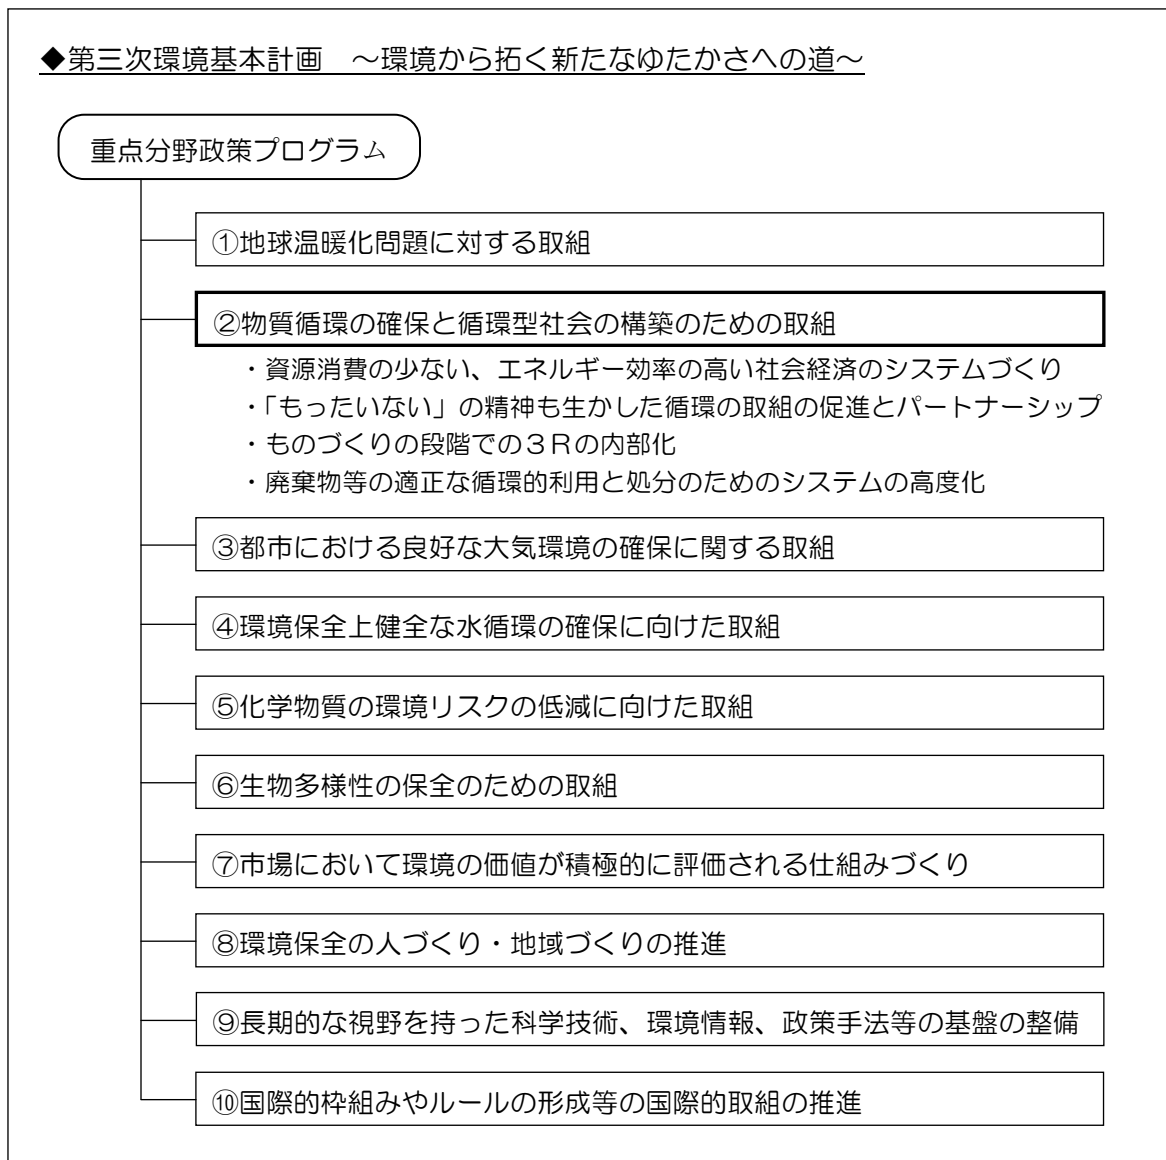 ◆第三次環境基本計画　～環境から拓く新たなゆたかさへの道～
重点分野政策プログラム
①地球温暖化問題に対する取組
②物質循環の確保と循環型社会の構築のための取組
・資源消費の少ない、エネルギー効率の高い社会経済のシステムづくり
・「もったいない」の精神も生かした循環の取組の促進とパートナーシップ
・ものづくりの段階での３Ｒの内部化
・廃棄物等の適正な循環的利用と処分のためのシステムの高度化
③都市における良好な大気環境の確保に関する取組
④環境保全上健全な水循環の確保に向けた取組
⑤化学物質の環境リスクの低減に向けた取組
⑥生物多様性の保全のための取組
⑦市場において環境の価値が積極的に評価される仕組みづくり
⑧環境保全の人づくり・地域づくりの推進
⑨長期的な視野を持った科学技術、環境情報、政策手法等の基盤の整備
⑩国際的枠組みやルールの形成等の国際的取組の推進